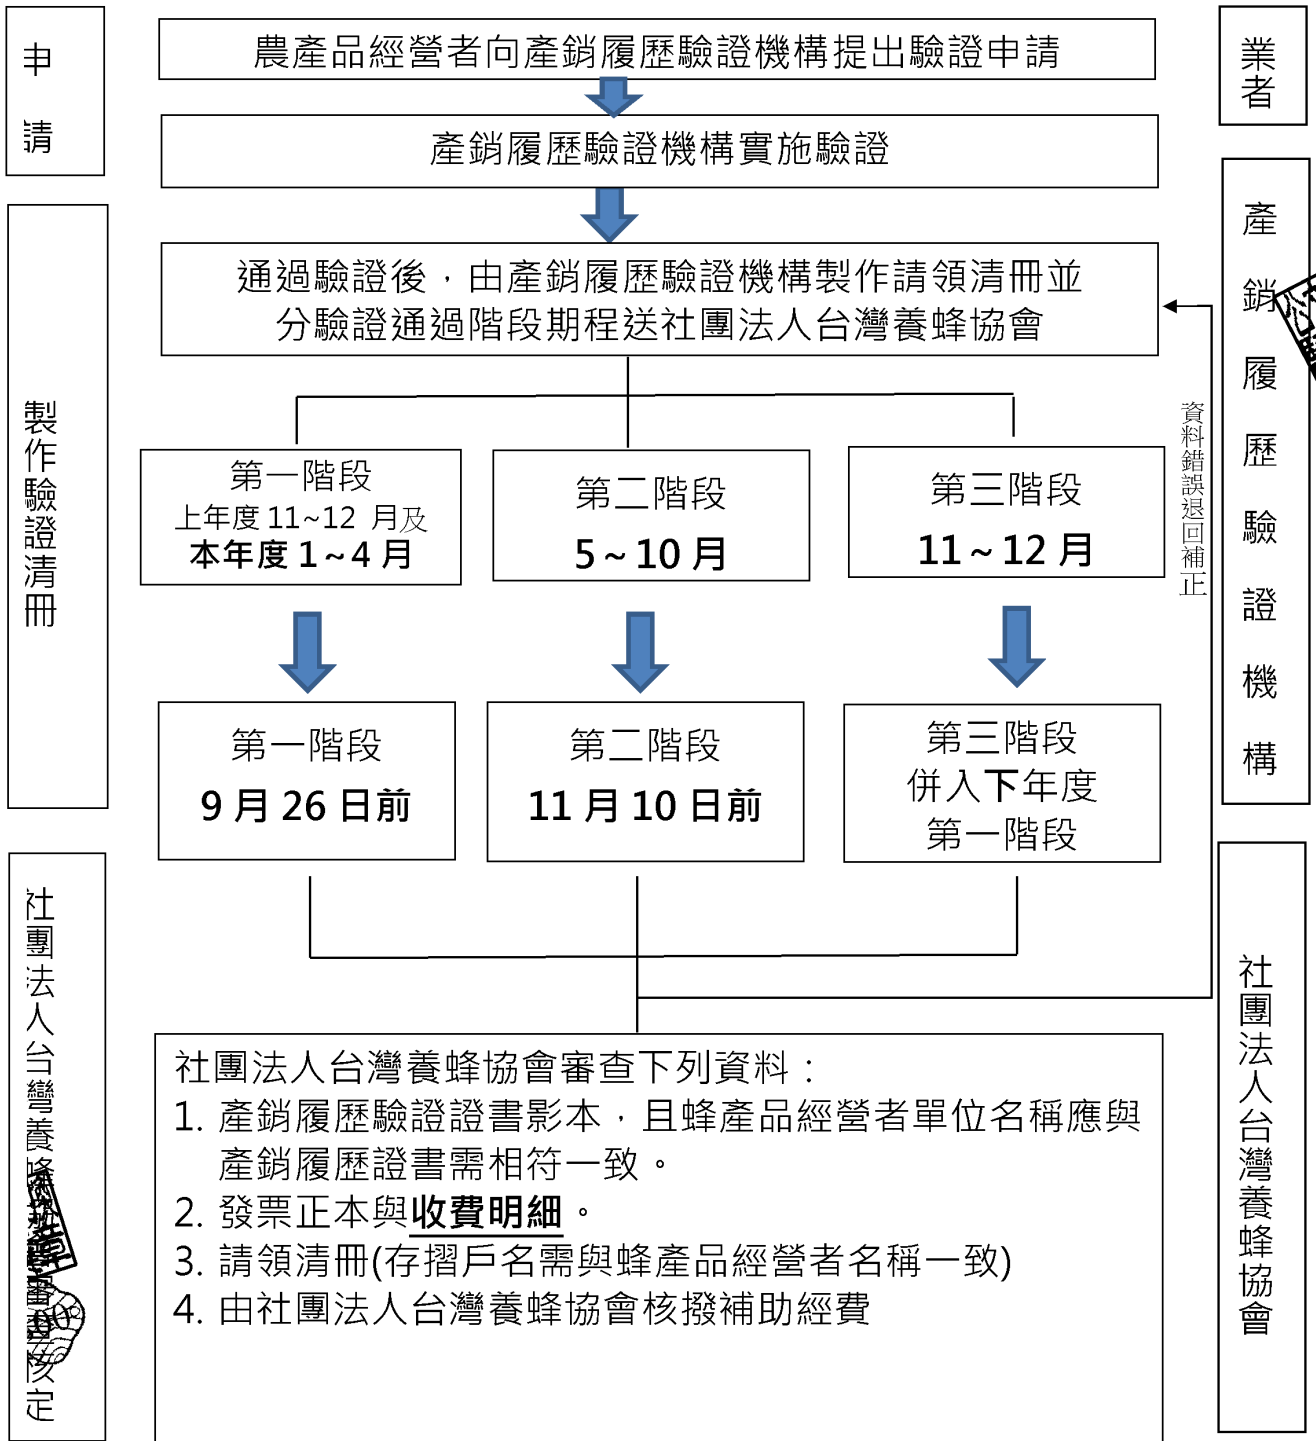 申請
業者
農產品經營者向產銷履歷驗證機構提出驗證申請
產銷履歷驗證機構實施驗證
產銷履歷驗證機構
製作驗證清冊
通過驗證後，由產銷履歷驗證機構製作請領清冊並
分驗證通過階段期程送社團法人台灣養蜂協會
資料錯誤退回補正
第一階段
上年度 11~12 月及
本年度 1~4 月
第二階段
5~10 月
第三階段
11~12 月
第一階段
9 月 26 日前
第二階段
11 月 10 日前
第三階段
併入下年度
第一階段
社團法人台灣養蜂
核定
社團法人台灣養蜂協會
社團法人台灣養蜂協會審查下列資料：
1. 產銷履歷驗證證書影本，且蜂產品經營者單位名稱應與
產銷履歷證書需相符一致。
2. 發票正本與收費明細。
3. 請領清冊(存摺戶名需與蜂產品經營者名稱一致)
4. 由社團法人台灣養蜂協會核撥補助經費